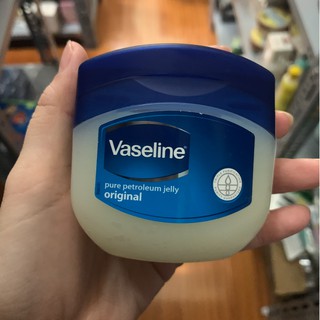 Vaseline
pure petroleum jelly
original